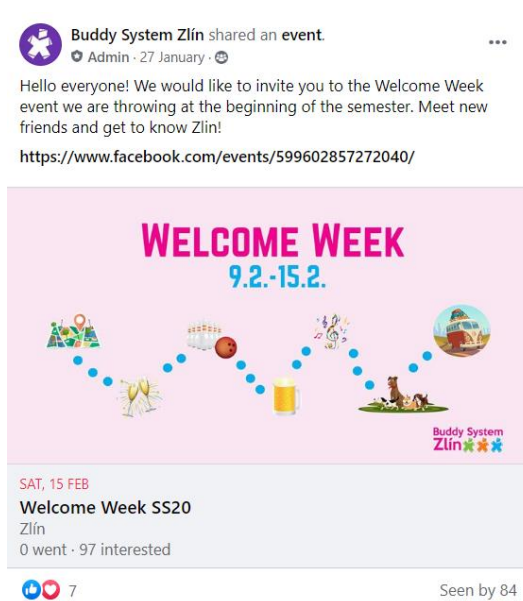 Buddy System Zlín shared an event.
Admin · 27 January ·
Hello everyone! We would like to invite you to the Welcome Week
event we are throwing at the beginning of the semester. Meet new
friends and get to know Zlin!
https://www.facebook.com/events/599602857272040/
WELCOME WEEK
9.2.-15.2.
Buddy System
Zlín
SAT, 15 FEB
Welcome Week SS20
Zlín
0 went · 97 interested
7
Seen by 84